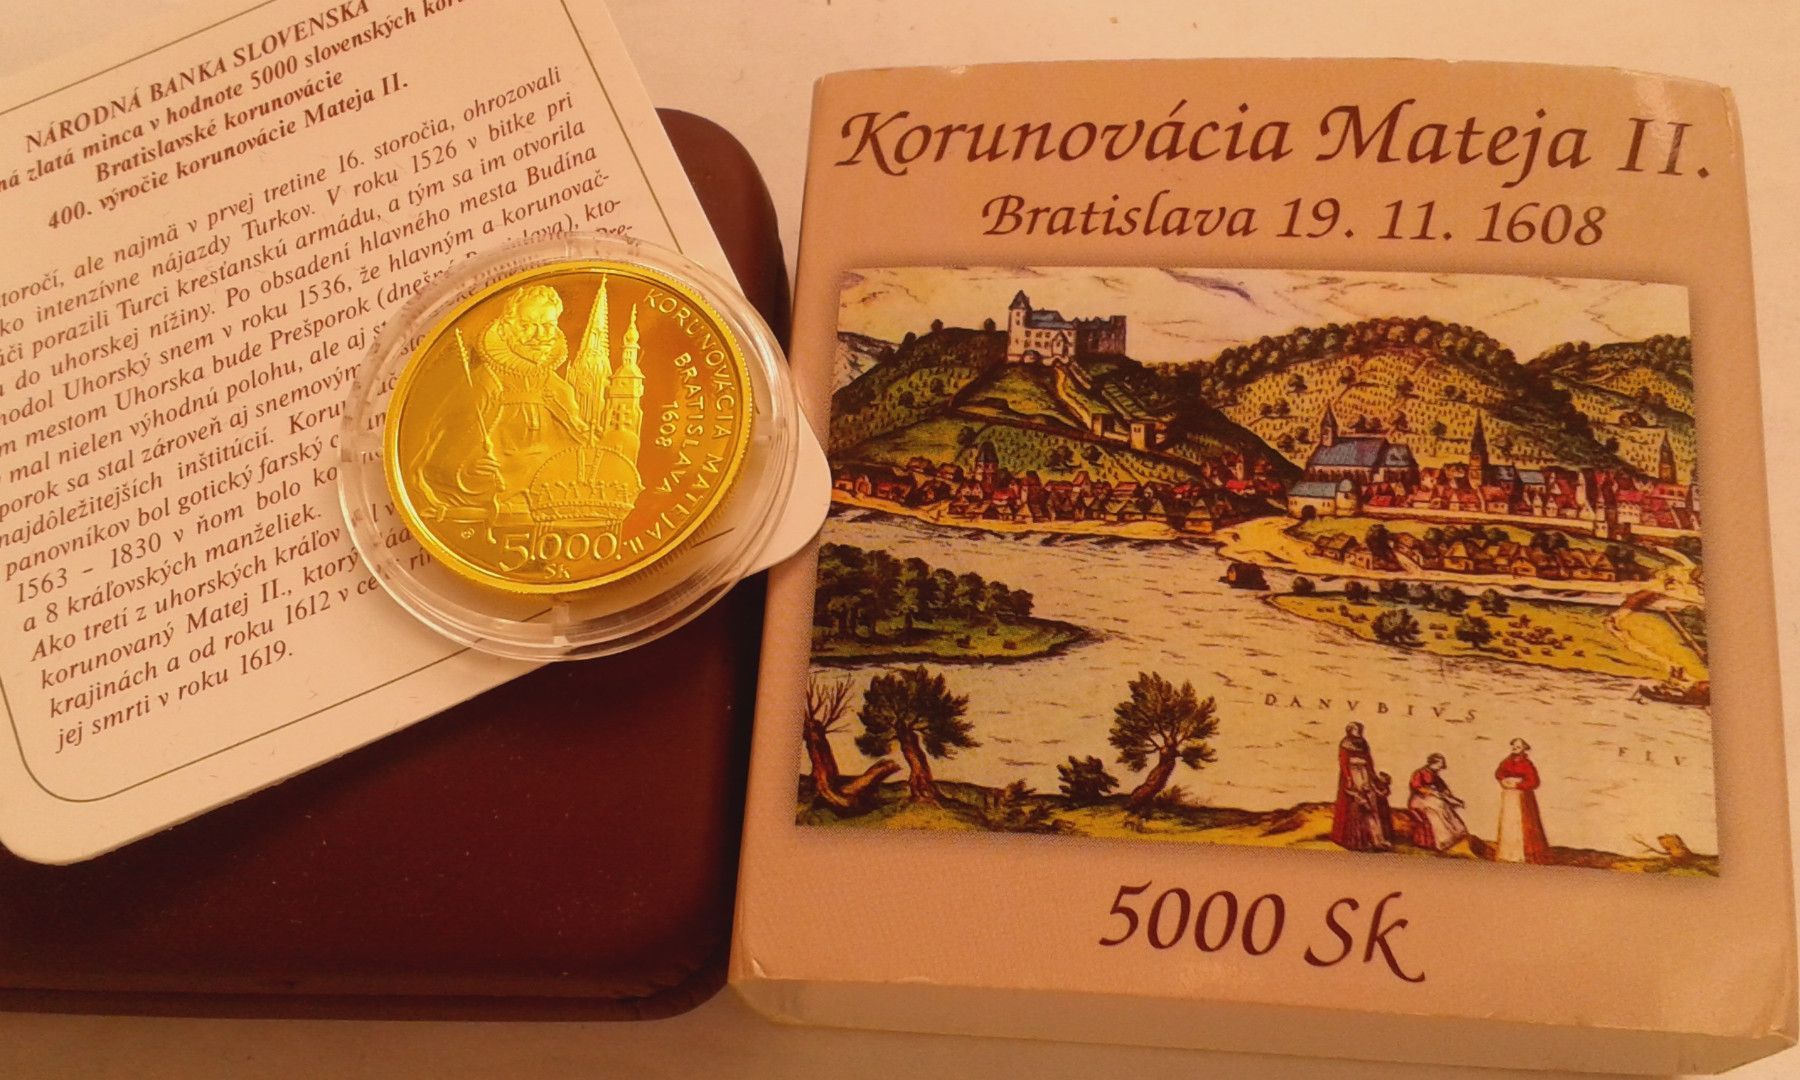 NÁRODNÁ BANKA SLOVENSKA
zlatá minca v hodnote 5000 slovenských
Bratislavské korunovácie
400. výročie korunovácie Mateja II.
ale najmä v prvej tretine 16. storočia, ohrozovali
intenzívne nájazdy Turkov. V roku 1526 v bitke pri
porazili Turci kresťanskú armádu, a tým sa im otvorila
do uhorskej nížiny. Po obsadení hlavného mesta Budína
Uhorský snem v roku 1536, že hlavným a korunovač-
mestom Uhorska bude Prešporok (dnešná kto-
mal nielen výhodnú polohu, ale aj
sa stal zároveň aj snemovým
najdôležitejších inštitúcií.
panovníkov bol gotický farský
1563 – 1830 v ňom bolo
a 8 kráľovských manželiek.
Ako tretí z uhorských kráľov
korunovaný Matej II., ktorý
krajinách a od roku 1612 v
jej smrti v roku 1619.
KORUNOVÁCIA MATEJA II.
BRATISLAVA
1608
5000
SK
Korunovácia Mateja II.
Bratislava 19. 11. 1608
DANVBIVS
FLV
5000 Sk